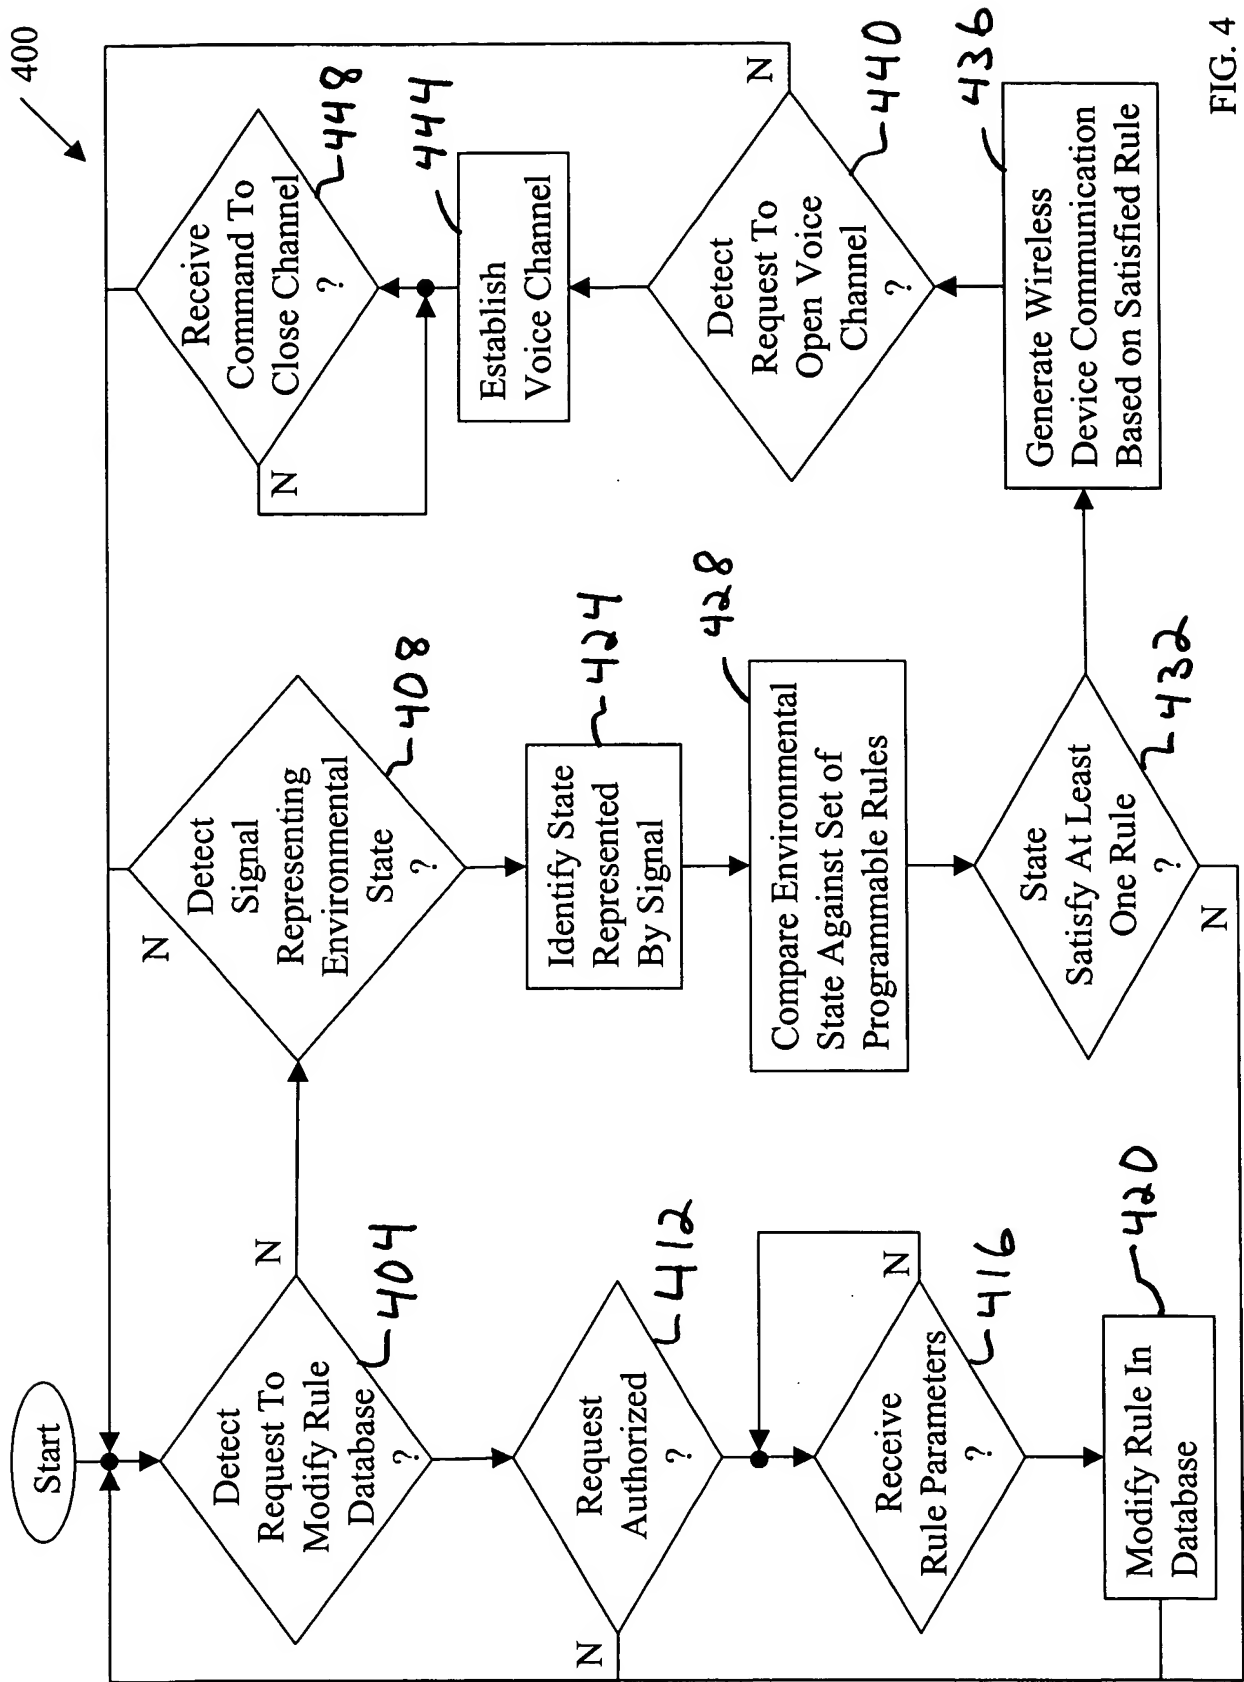 400
Start
Detect
Request To
Modify Rule
Database
?
404
N
Request
Authorized
?
412
N
Receive
Rule Parameters
?
416
N
Modify Rule In
Database
420
Detect
Signal
Representing
Environmental
State
?
408
N
Identify State
Represented
By Signal
424
Compare Environmental
State Against Set of
Programmable Rules
428
State
Satisfy At Least
One Rule
?
432
N
Receive
Command To
Close Channel
?
448
N
Establish
Voice Channel
444
Detect
Request To
Open Voice
Channel
?
440
N
Generate Wireless
Device Communication
Based on Satisfied Rule
436
FIG. 4